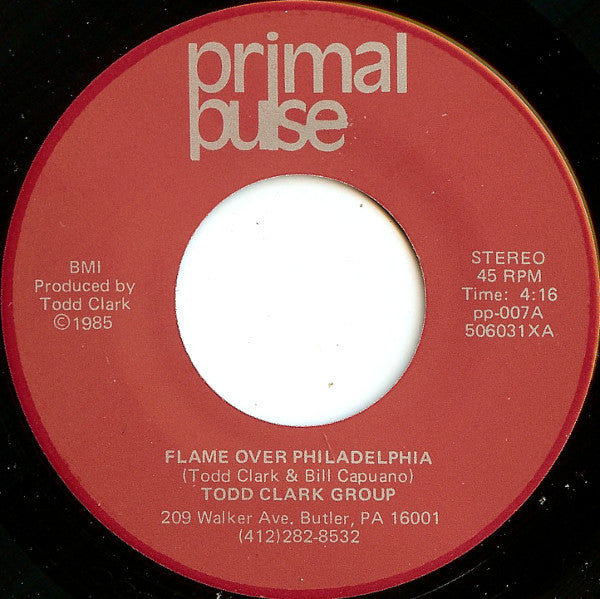 primal
pulse
BMI
Produced by
Todd Clark
©1985
STEREO
45 RPM
Time: 4:16
pp-007A
506031XA
FLAME OVER PHILADELPHIA
(Todd Clark & Bill Capuano)
TODD CLARK GROUP
209 Walker Ave. Butler, PA 16001
(412)282-8532